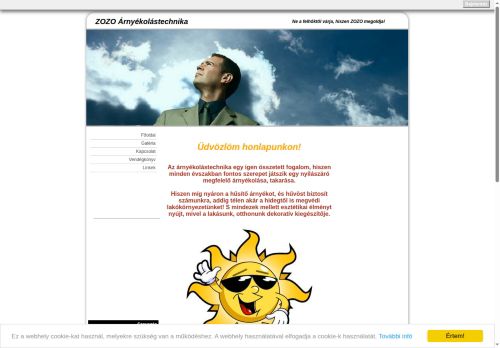 Bejelentés
ZOZO Árnyékolástechnika
Ne a felhőktől várja, hiszen ZOZO megoldja!
Főoldal
Galéria
Kapcsolat
Vendégkönyv
Linkek
Üdvözlöm honlapunkon!
Az árnyékolástechnika egy igen összetett fogalom, hiszen
minden évszakban fontos szerepet játszik egy nyílászáró
megfelelő árnyékolása, takarása.
Hiszen míg nyáron a hűsítő árnyékot, és hűvöst biztosít
számunkra, addig télen akár a hidegtől is megvédi
lakókörnyezetünket! S mindezek mellett esztétikai élményt
nyújt, mivel a lakásunk, otthonunk dekoratív kiegészítője.
Ez a webhely cookie-kat használ, melyekre szükség van a működéshez. A webhely használatával elfogadja a cookie-k használatát. További infó
Értem!